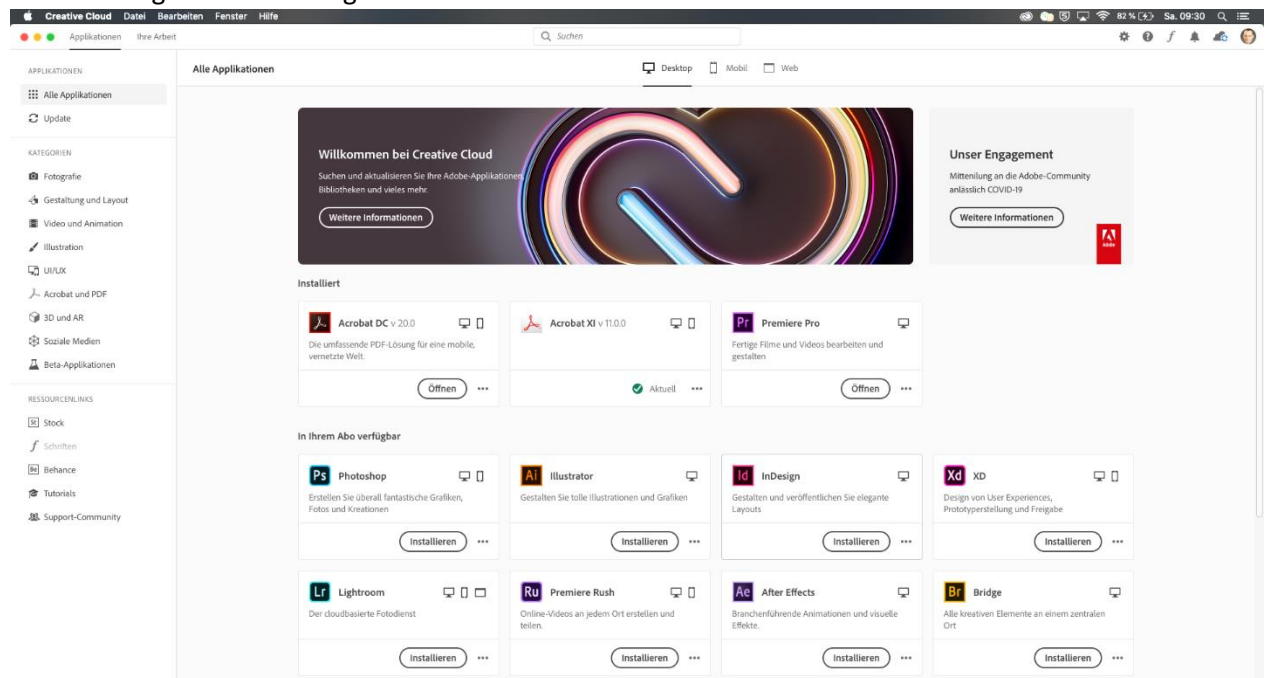 Creative Cloud Datei Bearbeiten Fenster Hilfe
82 % Sa. 09:30
Applikationen Ihre Arbeit
Suchen
APPLIKATIONEN
Alle Applikationen
Update
KATEGORIEN
Fotografie
Gestaltung und Layout
Video und Animation
Illustration
UI/UX
Acrobat und PDF
3D und AR
Soziale Medien
Beta-Applikationen
RESSOURCENLINKS
Stock
Schriften
Behance
Tutorials
Support-Community
Alle Applikationen
Desktop Mobil Web
Willkommen bei Creative Cloud
Suchen und aktualisieren Sie Ihre Adobe-Applikationen,
Bibliotheken und vieles mehr.
Weitere Informationen
Unser Engagement
Mittenilung an die Adobe-Community
anlässlich COVID-19
Weitere Informationen
Adobe
Installiert
Acrobat DC v 20.0
Die umfassende PDF-Lösung für eine mobile,
vernetzte Welt.
Öffnen
Acrobat XI v 11.0.0
Aktuell
Pr Premiere Pro
Fertige Filme und Videos bearbeiten und
gestalten
Öffnen
In Ihrem Abo verfügbar
Ps Photoshop
Erstellen Sie überall fantastische Grafiken,
Fotos und Kreationen
Installieren
Ai Illustrator
Gestalten Sie tolle Illustrationen und Grafiken
Installieren
Id InDesign
Gestalten und veröffentlichen Sie elegante
Layouts
Installieren
Xd XD
Design von User Experiences,
Prototyperstellung und Freigabe
Installieren
Lr Lightroom
Der cloudbasierte Fotodienst
Installieren
Ru Premiere Rush
Online-Videos an jedem Ort erstellen und
teilen.
Installieren
Ae After Effects
Branchenführende Animationen und visuelle
Effekte.
Installieren
Br Bridge
Alle kreativen Elemente an einem zentralen
Ort
Installieren